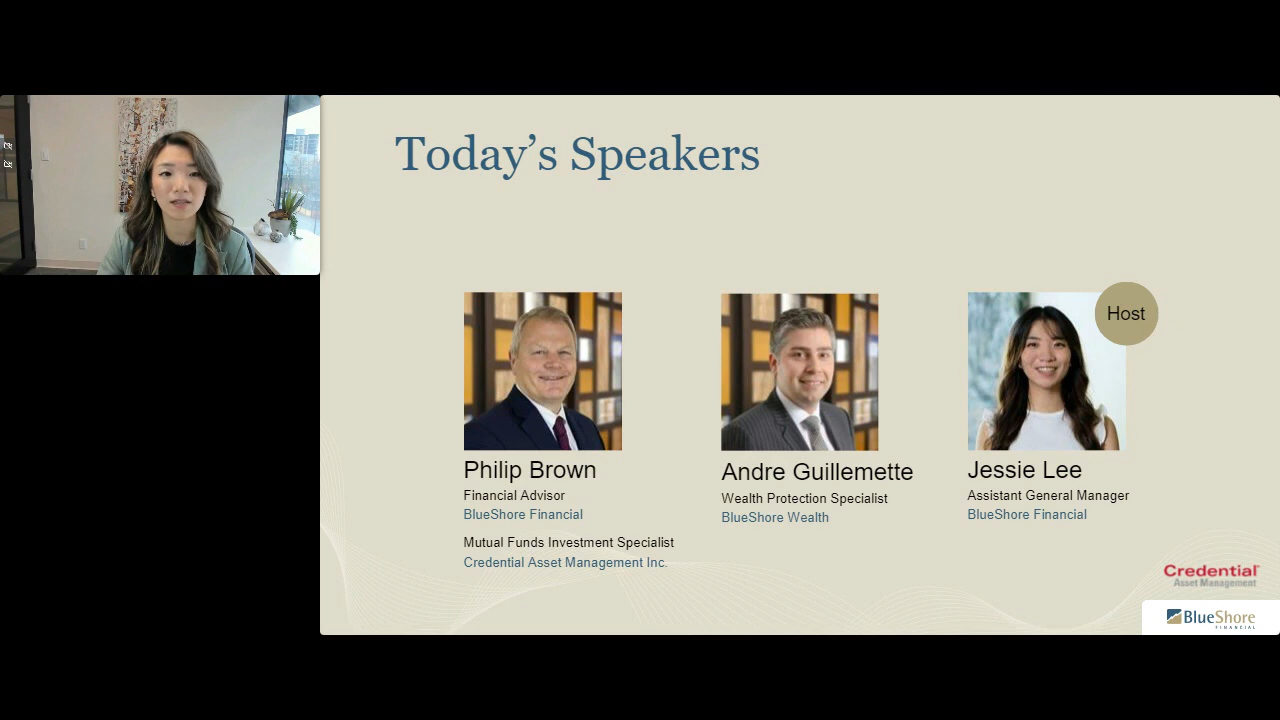 Today's Speakers
Host
Philip Brown
Financial Advisor
BlueShore Financial
Mutual Funds Investment Specialist
Credential Asset Management Inc.
Andre Guillemette
Wealth Protection Specialist
BlueShore Wealth
Jessie Lee
Assistant General Manager
BlueShore Financial
Credential
Asset Management
BlueShore
FINANCIAL